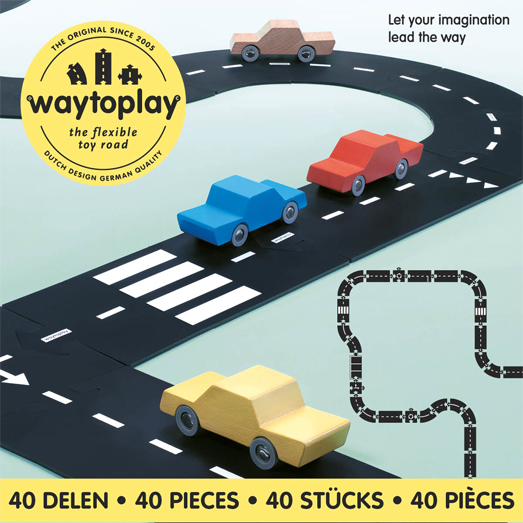 THE ORIGINAL SINCE 2005
waytoplay
the flexible
toy road
DUTCH DESIGN GERMAN QUALITY
Let your imagination
lead the way
40 DELEN • 40 PIECES • 40 STÜCKS • 40 PIÈCES